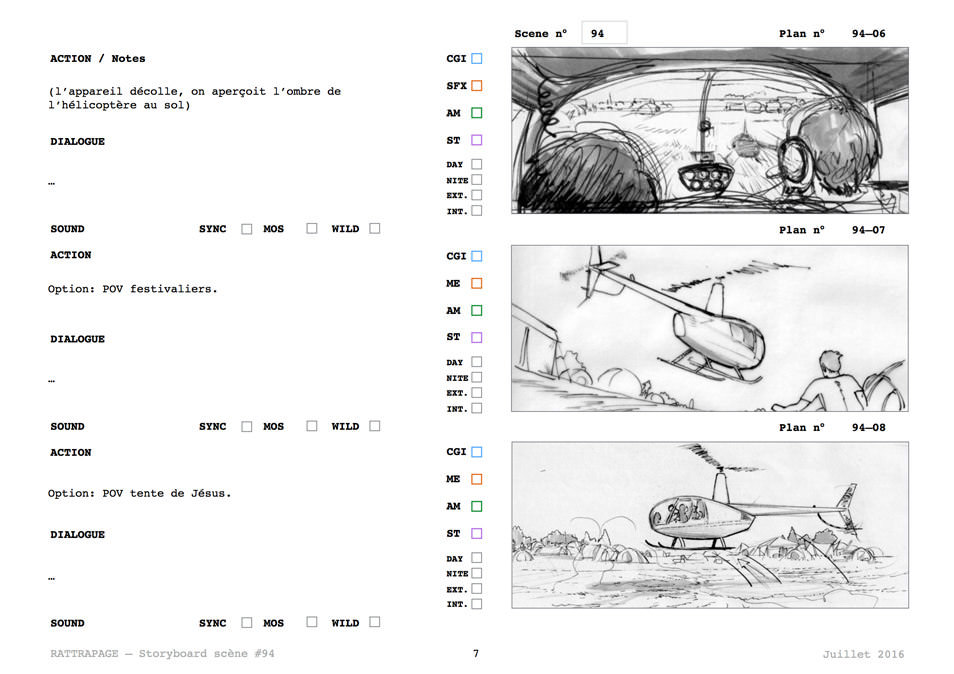 Scene nº 94 Plan nº 94—06
ACTION / Notes
CGI
(l’appareil décolle, on aperçoit l’ombre de
l’hélicoptère au sol)
SFX
AM
DIALOGUE
ST
DAY
…
NITE
EXT.
INT.
SOUND SYNC MOS WILD
Plan nº 94—07
ACTION
CGI
ME
Option: POV festivaliers.
AM
DIALOGUE
ST
DAY
…
NITE
EXT.
INT.
SOUND SYNC MOS WILD
Plan nº 94—08
ACTION
CGI
ME
Option: POV tente de Jésus.
AM
DIALOGUE
ST
DAY
…
NITE
EXT.
INT.
SOUND SYNC MOS WILD
RATTRAPAGE — Storyboard scène #94 7 Juillet 2016